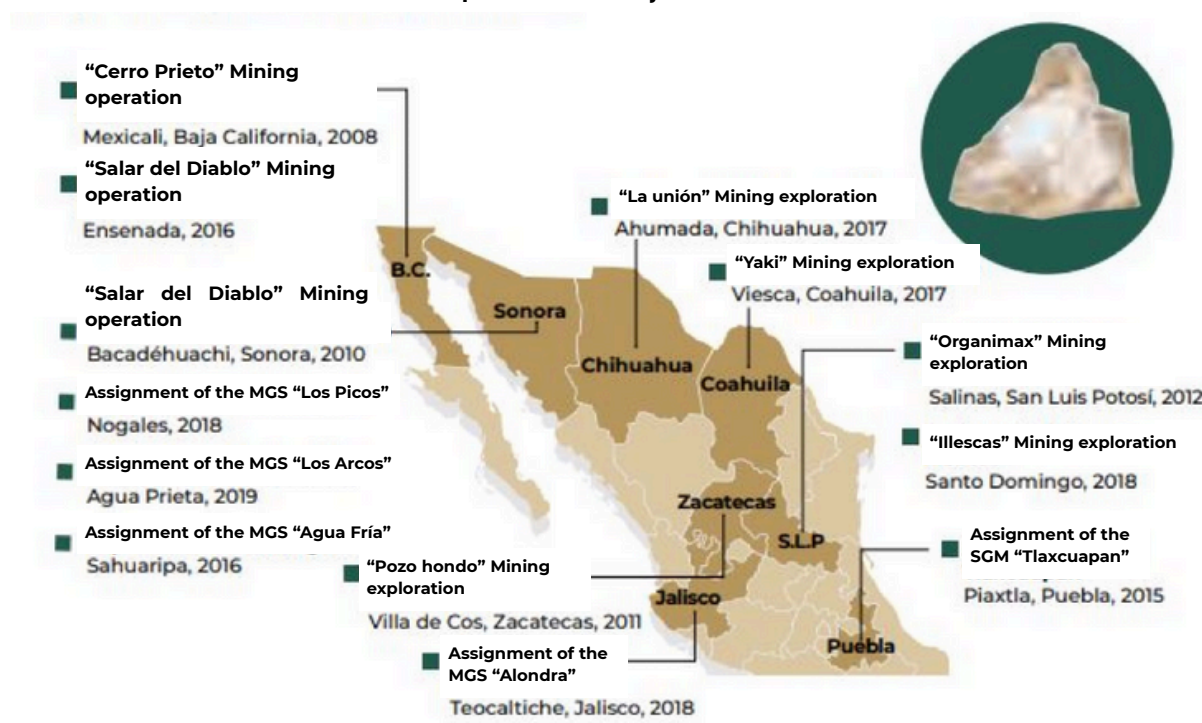 “Cerro Prieto” Mining
operation
Mexicali, Baja California, 2008
“Salar del Diablo” Mining
operation
Ensenada, 2016
“Salar del Diablo” Mining
operation
Bacadéhuachi, Sonora, 2010
Assignment of the MGS “Los Picos”
Nogales, 2018
Assignment of the MGS “Los Arcos”
Agua Prieta, 2019
Assignment of the MGS “Agua Fría”
Sahuaripa, 2016
“Pozo hondo” Mining
exploration
Villa de Cos, Zacatecas, 2011
Assignment of the
MGS “Alondra”
Teocaltiche, Jalisco, 2018
“La unión” Mining exploration
Ahumada, Chihuahua, 2017
“Yaki” Mining exploration
Viesca, Coahuila, 2017
“Organimax” Mining
exploration
Salinas, San Luis Potosí, 2012
“Illescas” Mining exploration
Santo Domingo, 2018
Assignment of the
SGM “Tlaxcuapan”
Piaxtla, Puebla, 2015
B.C.
Sonora
Chihuahua
Coahuila
Zacatecas
S.L.P
Jalisco
Puebla